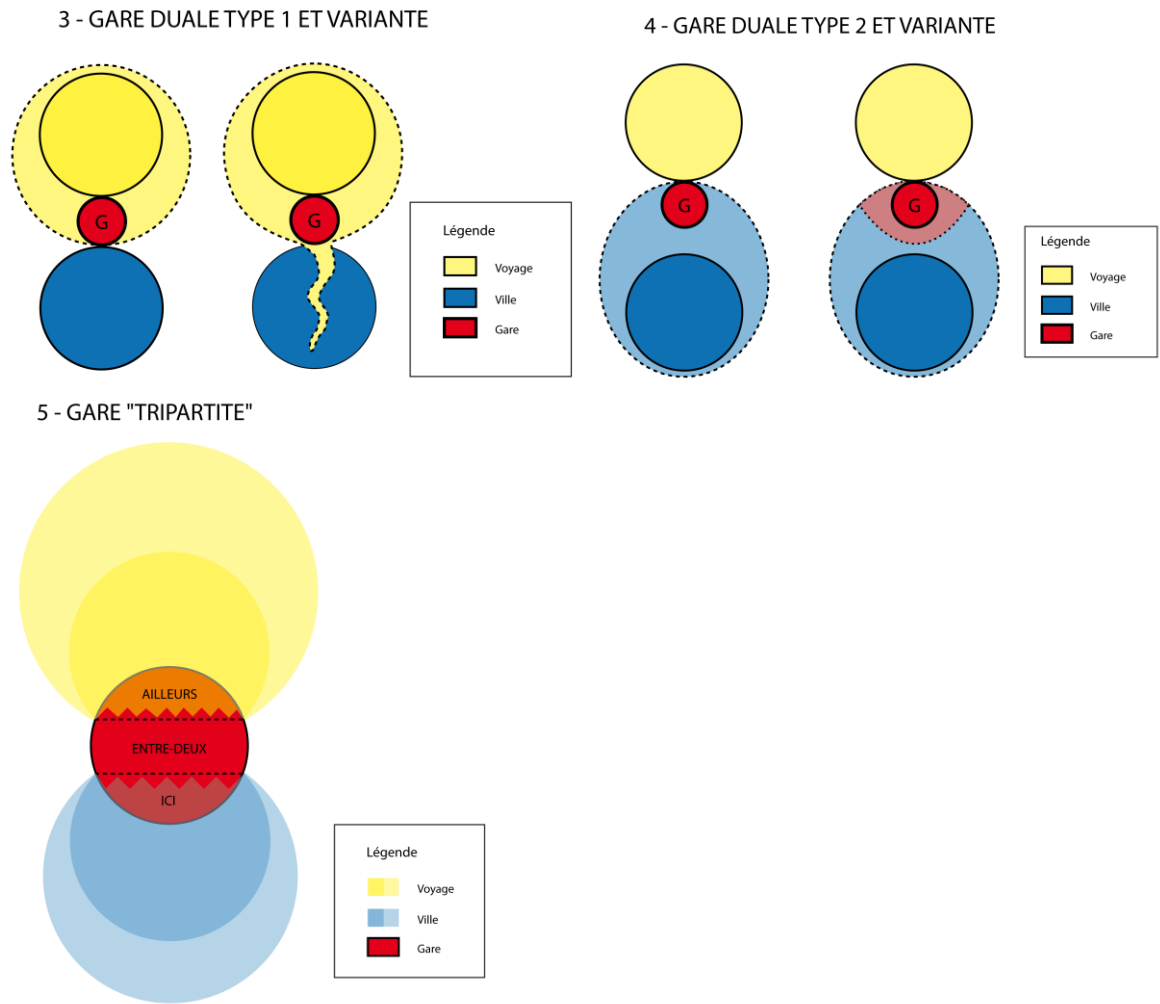 3 - GARE DUALE TYPE 1 ET VARIANTE
G
G
Légende
Voyage
Ville
Gare
4 - GARE DUALE TYPE 2 ET VARIANTE
G
G
Légende
Voyage
Ville
Gare
5 - GARE "TRIPARTITE"
AILLEURS
ENTRE-DEUX
ICI
Légende
Voyage
Ville
Gare